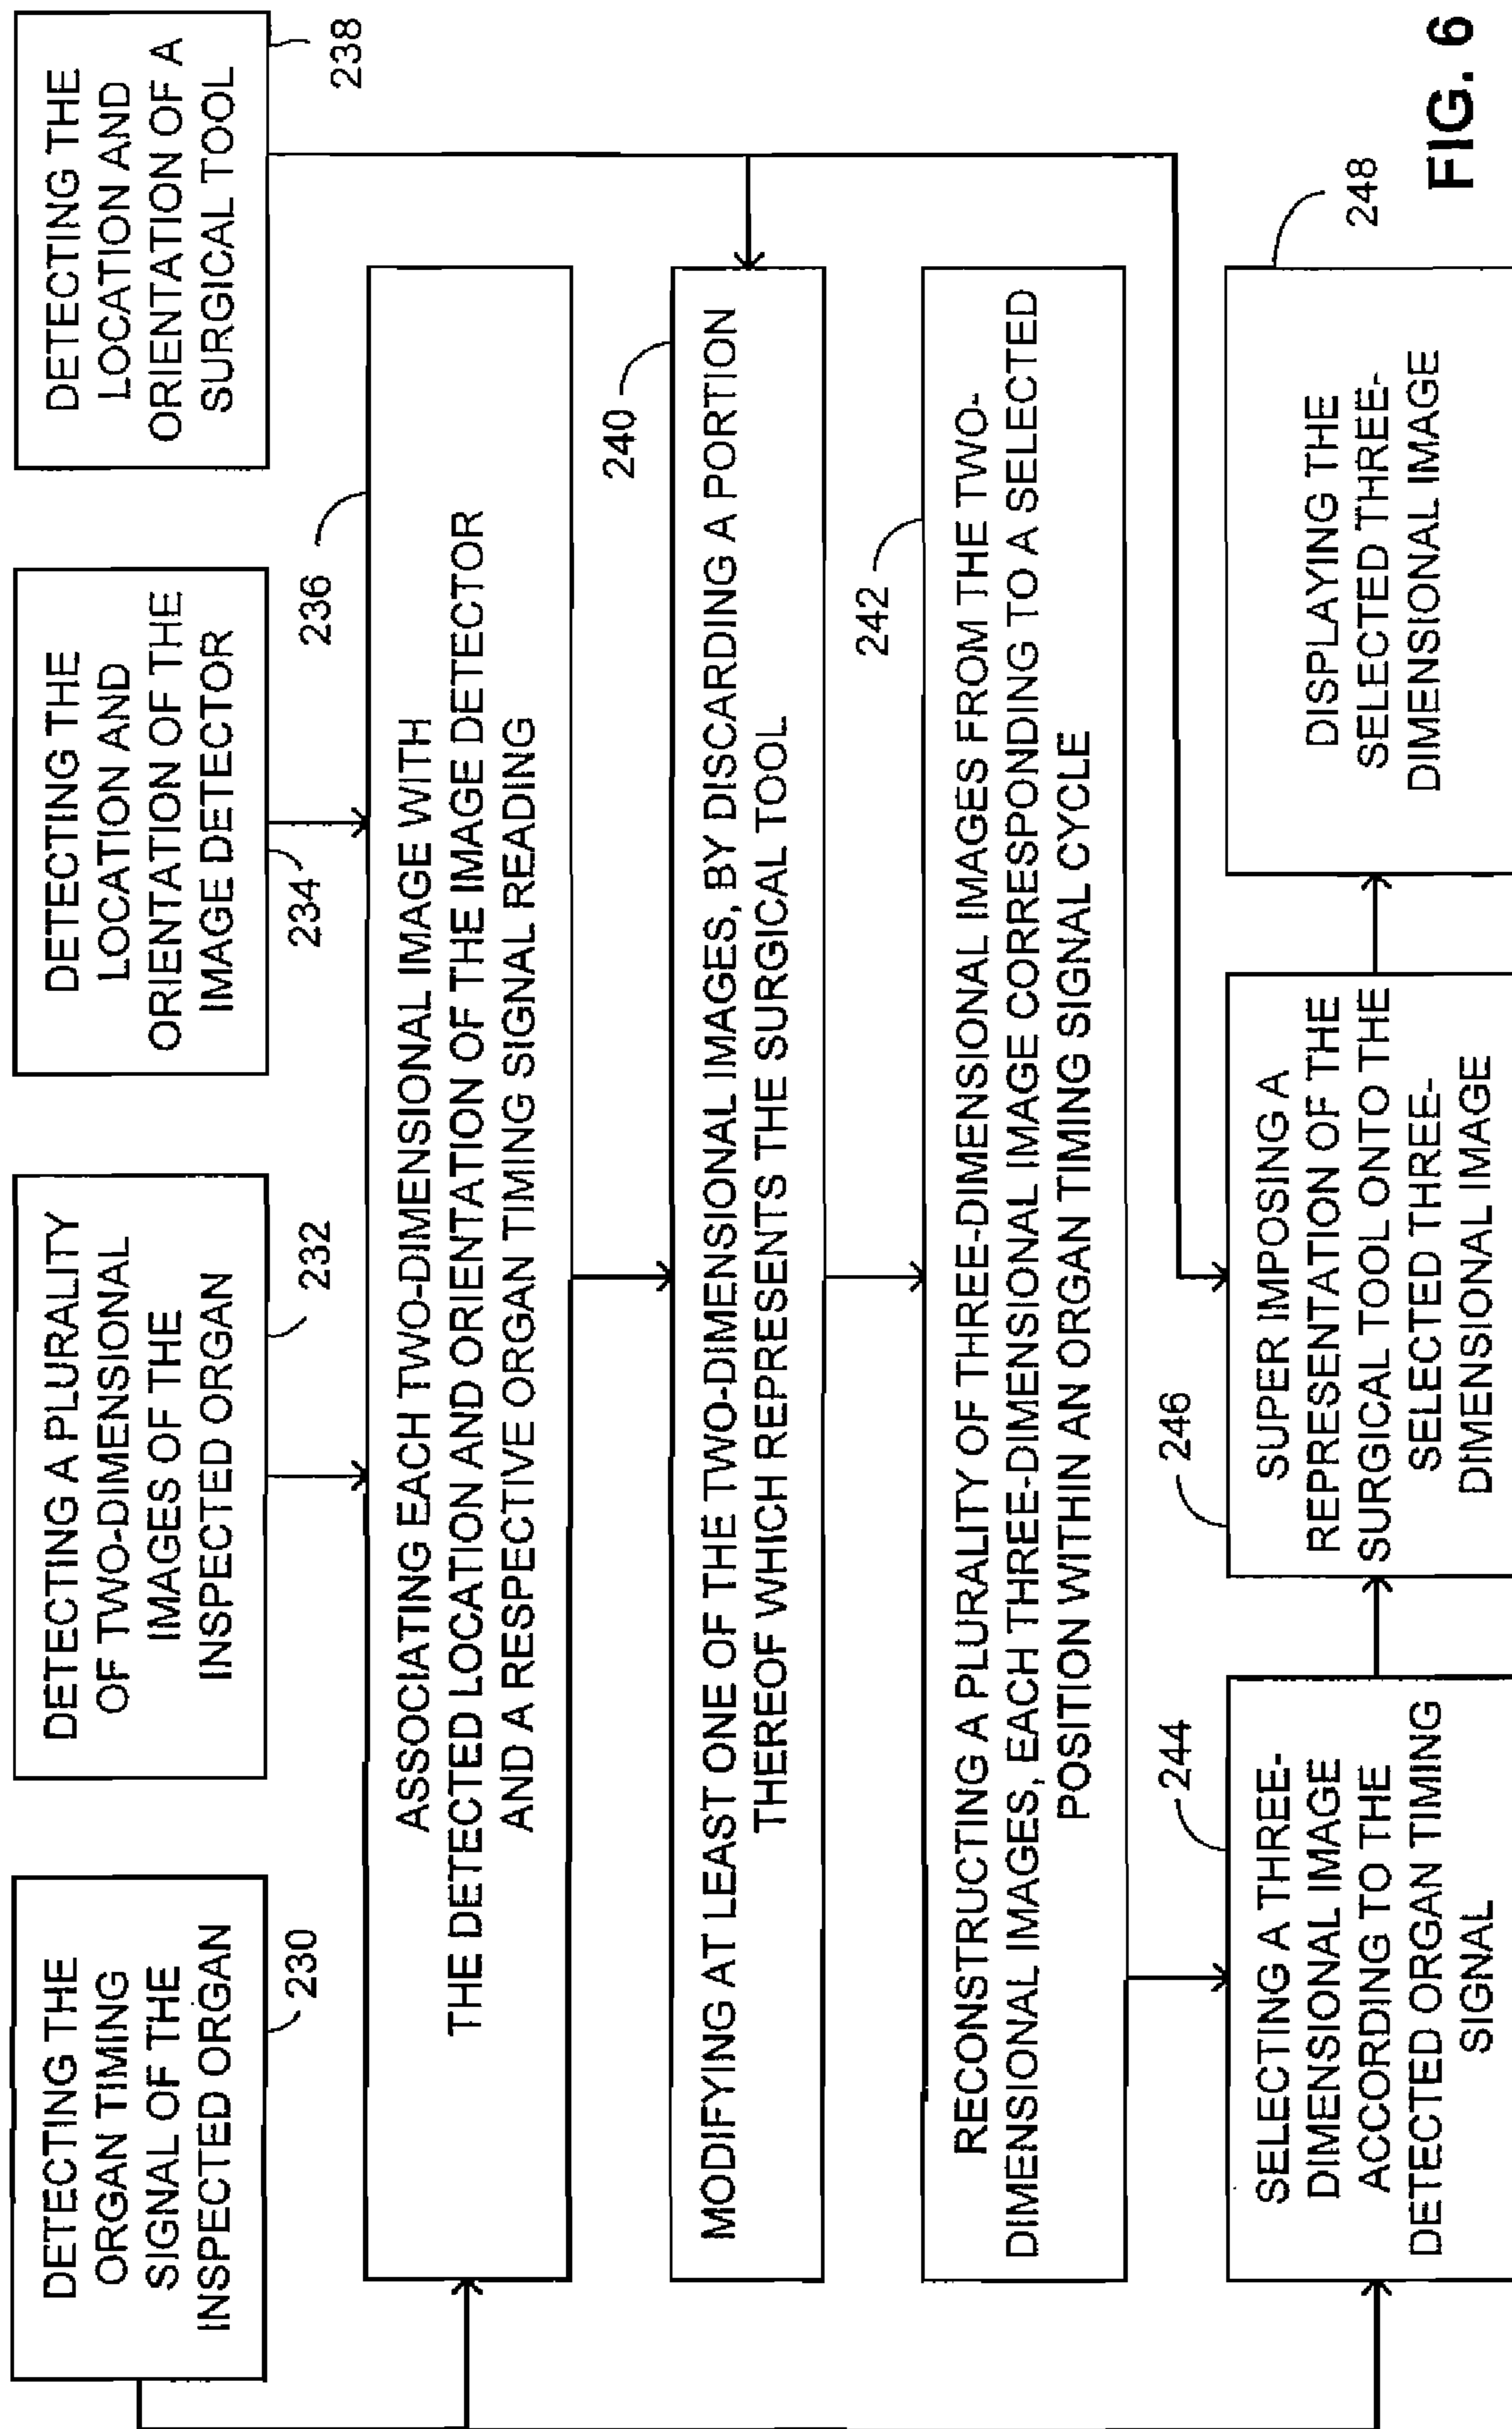 DETECTING THE
ORGAN TIMING
SIGNAL OF THE
INSPECTED ORGAN
230
DETECTING A PLURALITY
OF TWO-DIMENSIONAL
IMAGES OF THE
INSPECTED ORGAN
232
DETECTING THE
LOCATION AND
ORIENTATION OF THE
IMAGE DETECTOR
234
DETECTING THE
LOCATION AND
ORIENTATION OF A
SURGICAL TOOL
238
236
ASSOCIATING EACH TWO-DIMENSIONAL IMAGE WITH
THE DETECTED LOCATION AND ORIENTATION OF THE IMAGE DETECTOR
AND A RESPECTIVE ORGAN TIMING SIGNAL READING
240
MODIFYING AT LEAST ONE OF THE TWO-DIMENSIONAL IMAGES, BY DISCARDING A PORTION
THEREOF WHICH REPRESENTS THE SURGICAL TOOL
242
RECONSTRUCTING A PLURALITY OF THREE-DIMENSIONAL IMAGES FROM THE TWO-
DIMENSIONAL IMAGES, EACH THREE-DIMENSIONAL IMAGE CORRESPONDING TO A SELECTED
POSITION WITHIN AN ORGAN TIMING SIGNAL CYCLE
244
SELECTING A THREE-
DIMENSIONAL IMAGE
ACCORDING TO THE
DETECTED ORGAN TIMING
SIGNAL
246
SUPER IMPOSING A
REPRESENTATION OF THE
SURGICAL TOOL ONTO THE
SELECTED THREE-
DIMENSIONAL IMAGE
248
DISPLAYING THE
SELECTED THREE-
DIMENSIONAL IMAGE
FIG. 6